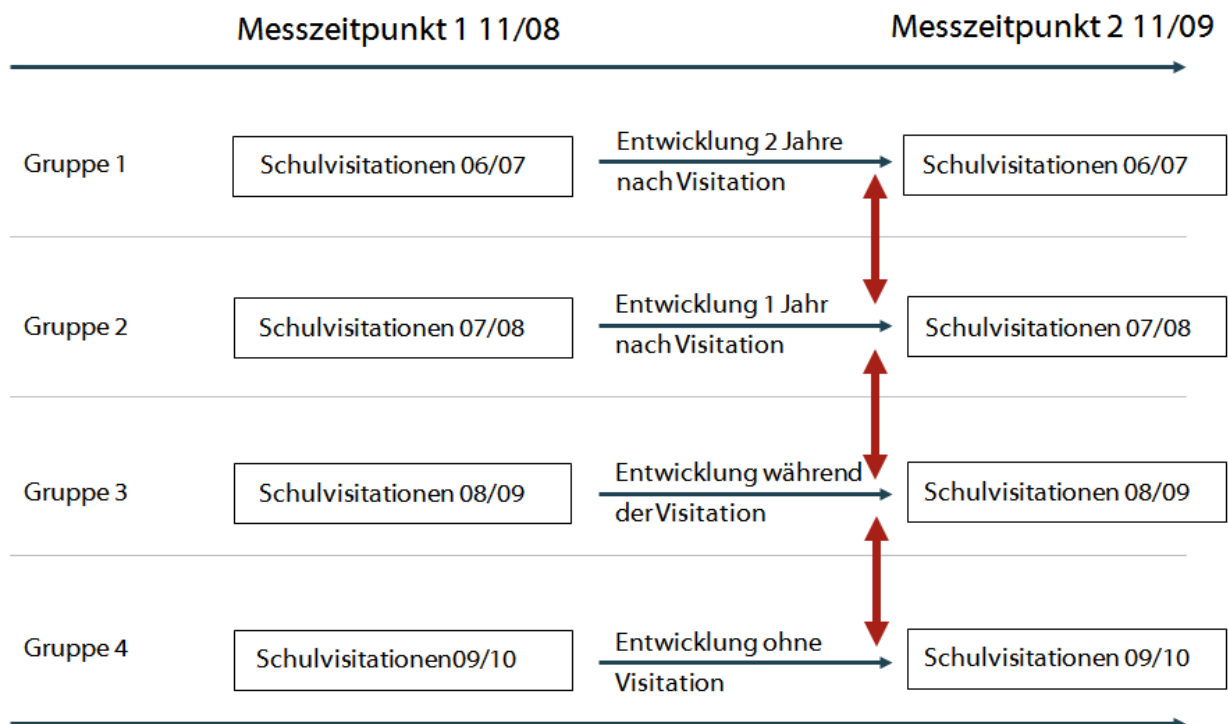 Messzeitpunkt 1 11/08
Messzeitpunkt 2 11/09
Gruppe 1
Schulvisitationen 06/07
Entwicklung 2 Jahre
nach Visitation
Schulvisitationen 06/07
Gruppe 2
Schulvisitationen 07/08
Entwicklung 1 Jahr
nach Visitation
Schulvisitationen 07/08
Gruppe 3
Schulvisitationen 08/09
Entwicklung während
der Visitation
Schulvisitationen 08/09
Gruppe 4
Schulvisitationen09/10
Entwicklung ohne
Visitation
Schulvisitationen 09/10